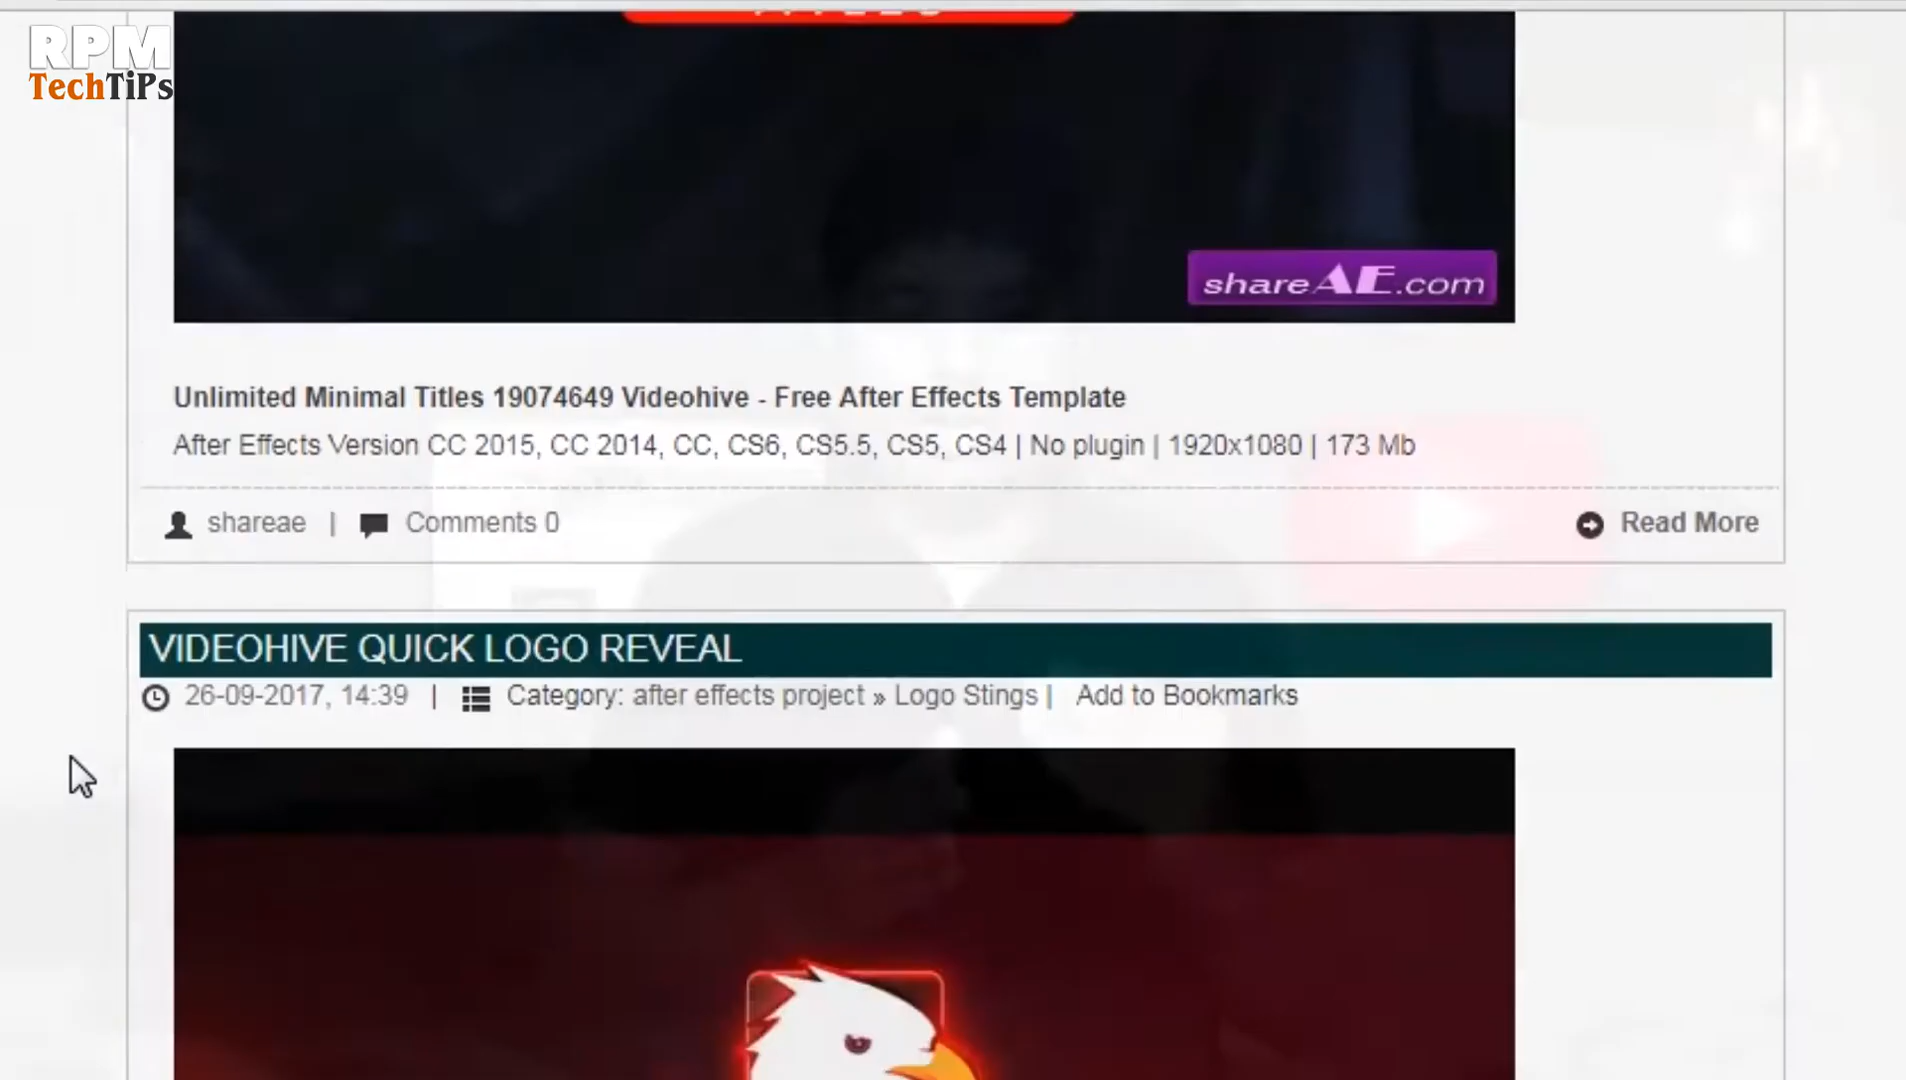 RPM
TechTiPs
shareAE.com
Unlimited Minimal Titles 19074649 Videohive - Free After Effects Template
After Effects Version CC 2015, CC 2014, CC, CS6, CS5.5, CS5, CS4 | No plugin | 1920x1080 | 173 Mb
shareae | Comments 0
Read More
VIDEOHIVE QUICK LOGO REVEAL
26-09-2017, 14:39 | Category: after effects project » Logo Stings | Add to Bookmarks